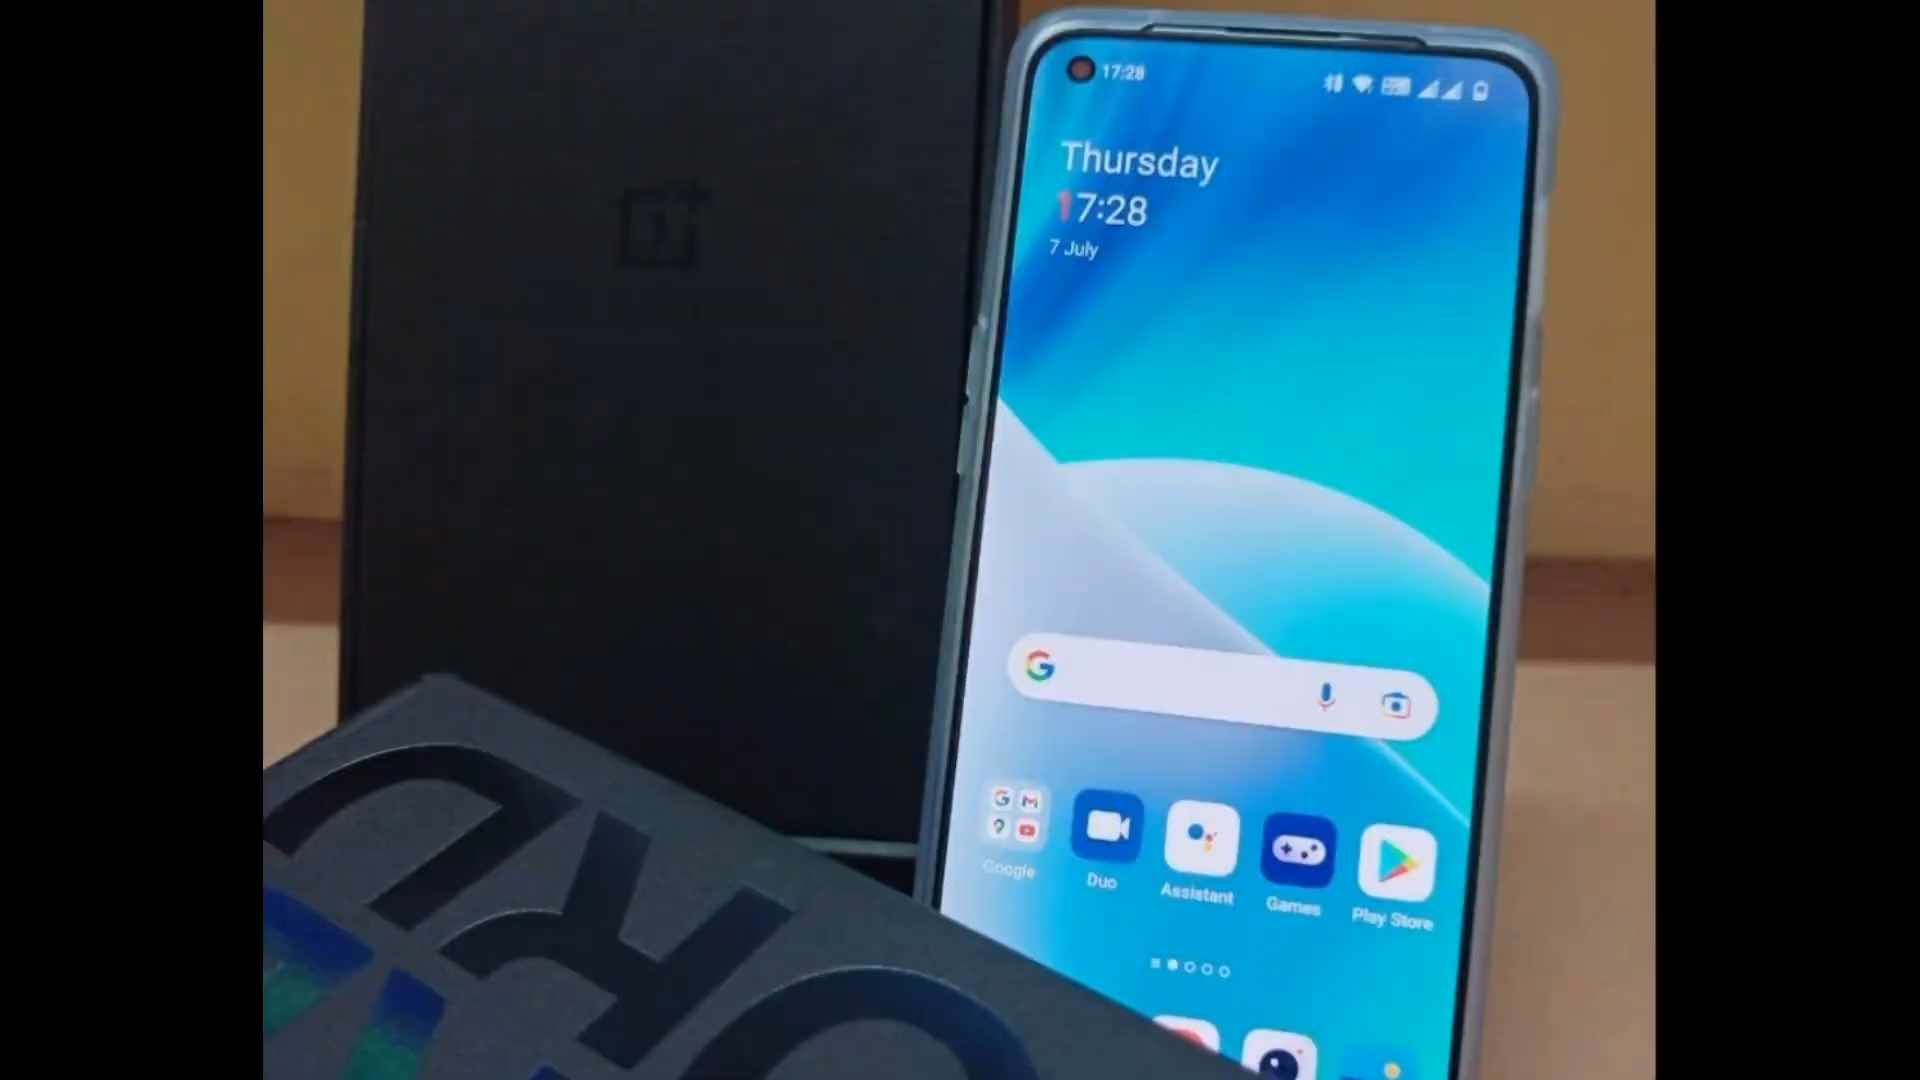 17:28
Thursday
17:28
7 July
Google
Duo
Assistant
Games
Play Store